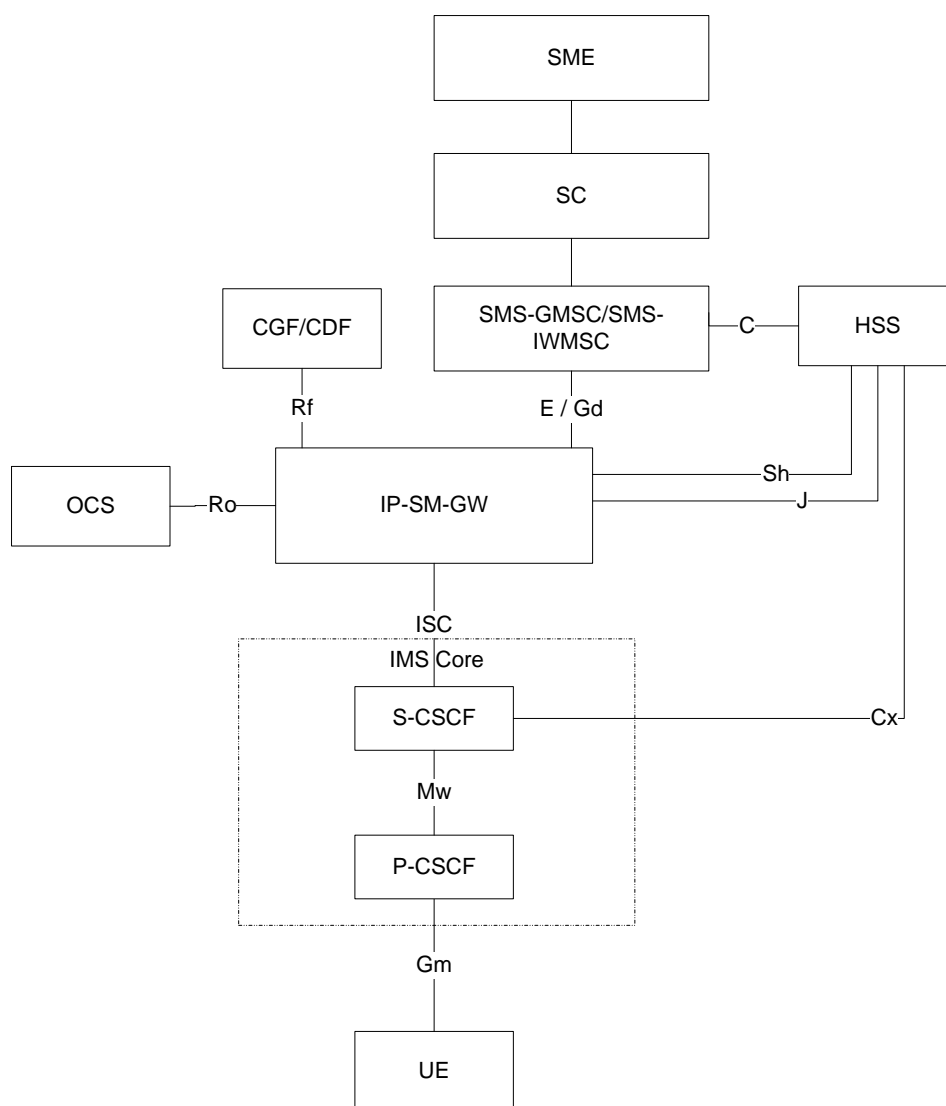 SME
SC
SMS-GMSC/SMS-
IWMSC
C
HSS
CGF/CDF
Rf
E / Gd
Sh
OCS
Ro
IP-SM-GW
J
ISC
IMS Core
S-CSCF
Cx
Mw
P-CSCF
Gm
UE